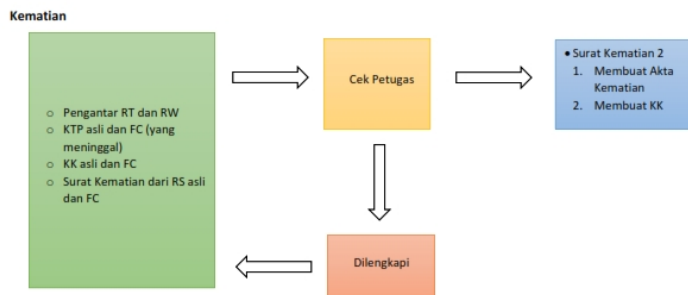 Kematian
○ Pengantar RT dan RW
○ KTP asli dan FC (yang
meninggal)
○ KK asli dan FC
○ Surat Kematian dari RS asli
dan FC
Cek Petugas
• Surat Kematian 2
1. Membuat Akta
Kematian
2. Membuat KK
Dilengkapi